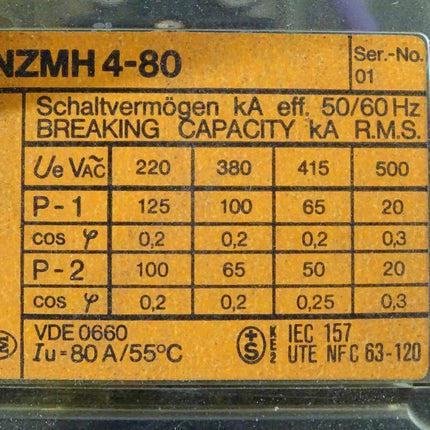 NZMH 4-80
Ser.-No.
01
Schaltvermögen kA eff. 50/60 Hz
BREAKING CAPACITY kA R.M.S.
Ue VAC 220 380 415 500
P-1 125 100 65 20
cos φ 0,2 0,2 0,2 0,3
P-2 100 65 50 20
cos φ 0,2 0,2 0,25 0,3
VDE 0660
Iu=80 A/55°C
+S
KE2
IEC 157
UTE NFC 63-120